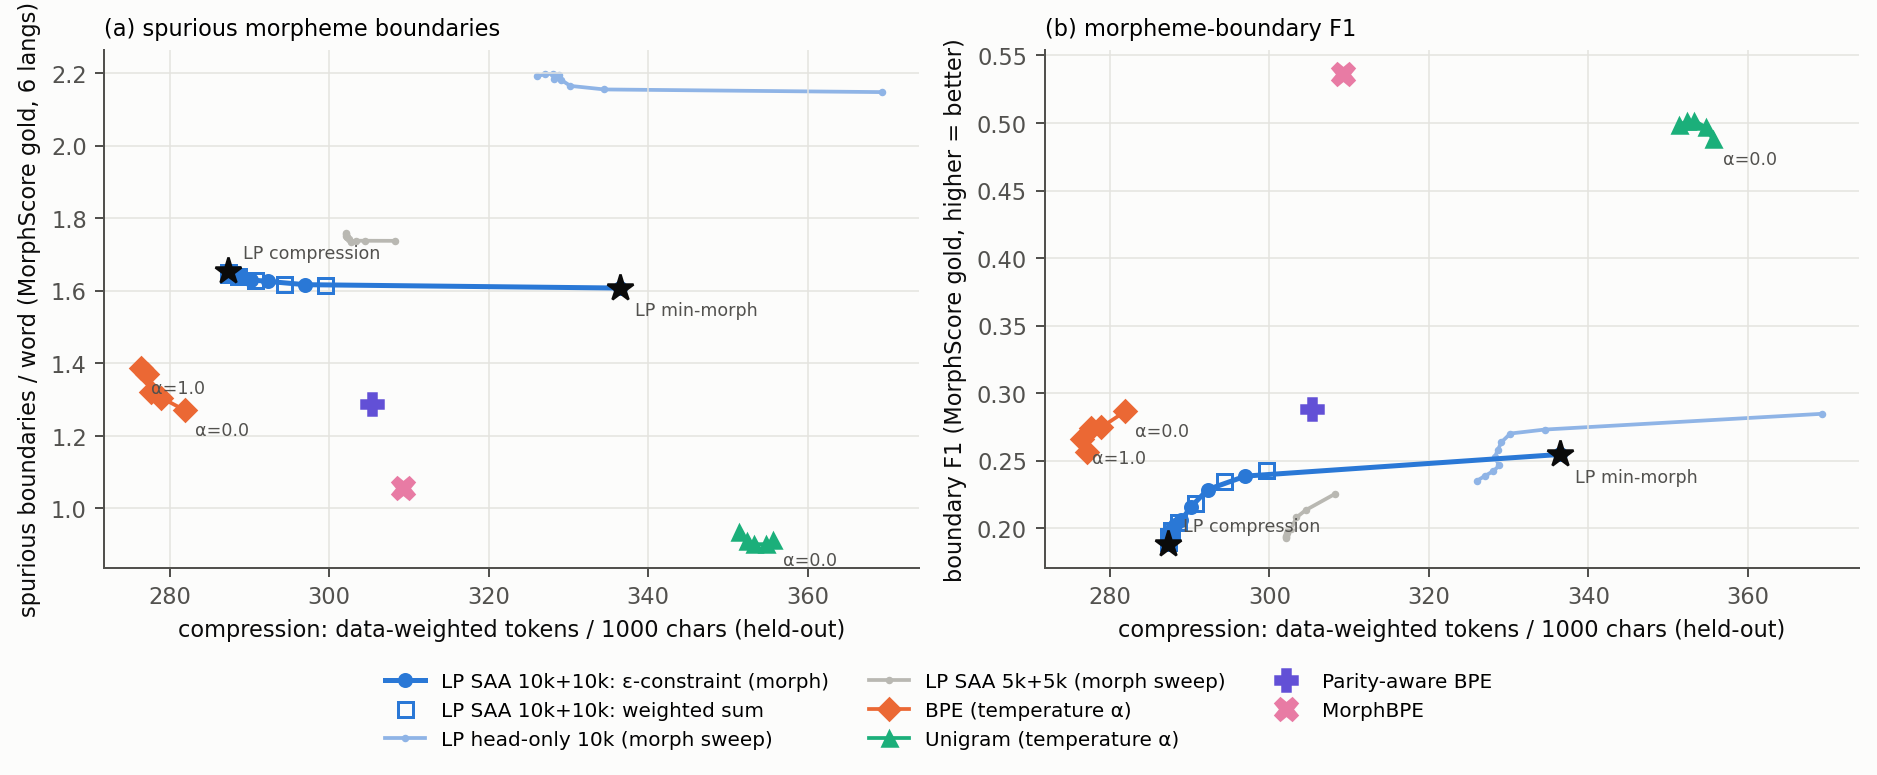 (a) spurious morpheme boundaries
spurious boundaries / word (MorphScore gold, 6 langs)
2.2
2.0
1.8
1.6
1.4
1.2
1.0
LP compression
LP min-morph
α=1.0
α=0.0
α=0.0
280
300
320
340
360
compression: data-weighted tokens / 1000 chars (held-out)
(b) morpheme-boundary F1
boundary F1 (MorphScore gold, higher = better)
0.55
0.50
0.45
0.40
0.35
0.30
0.25
0.20
α=0.0
α=0.0
α=1.0
LP min-morph
LP compression
280
300
320
340
360
compression: data-weighted tokens / 1000 chars (held-out)
LP SAA 10k+10k: ε-constraint (morph)
LP SAA 10k+10k: weighted sum
LP head-only 10k (morph sweep)
LP SAA 5k+5k (morph sweep)
BPE (temperature α)
Unigram (temperature α)
Parity-aware BPE
MorphBPE